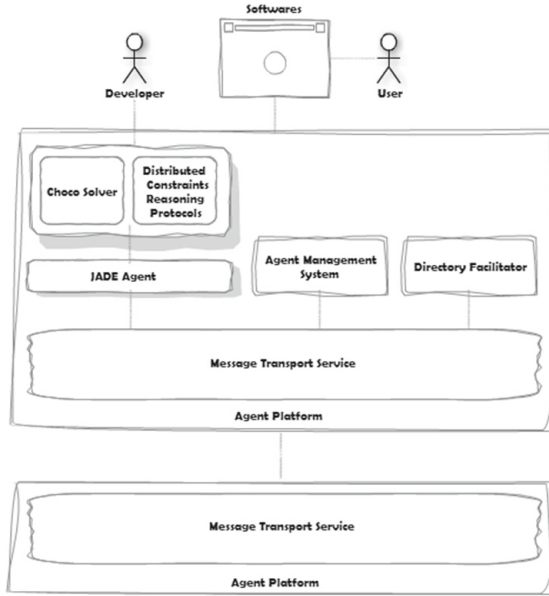 Softwares
Developer
User
Choco Solver
Distributed
Constraints
Reasoning
Protocols
JADE Agent
Agent Management
System
Directory Facilitator
Message Transport Service
Agent Platform
Message Transport Service
Agent Platform